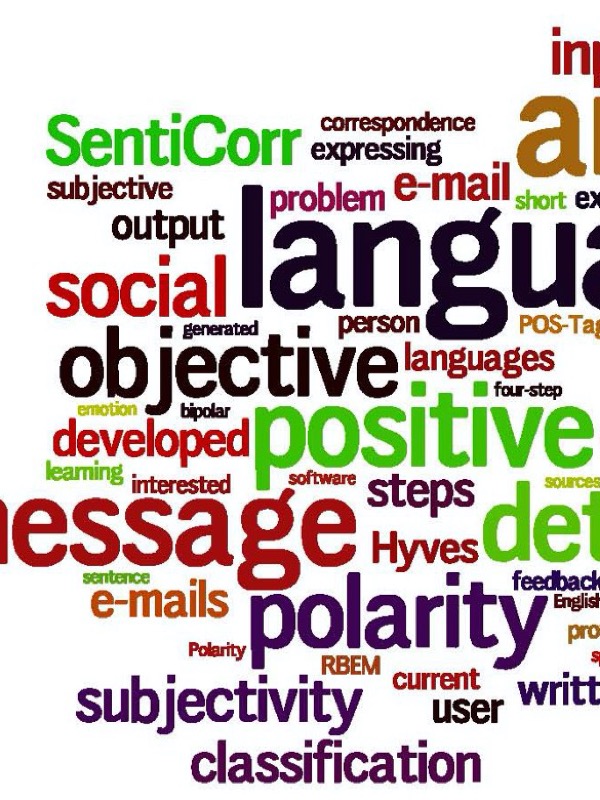 inp
SentiCorr correspondence
expressing
an
subjective problem e-mail short ex
output langua
social
generated person POS-Tag
objective languages
four-step
emotion bipolar
developed positive
learning interested software steps sources
essage Hyves det
sentence feedback
e-mails polarity English
pro
Polarity
RBEM current
subjectivity user writt
classification